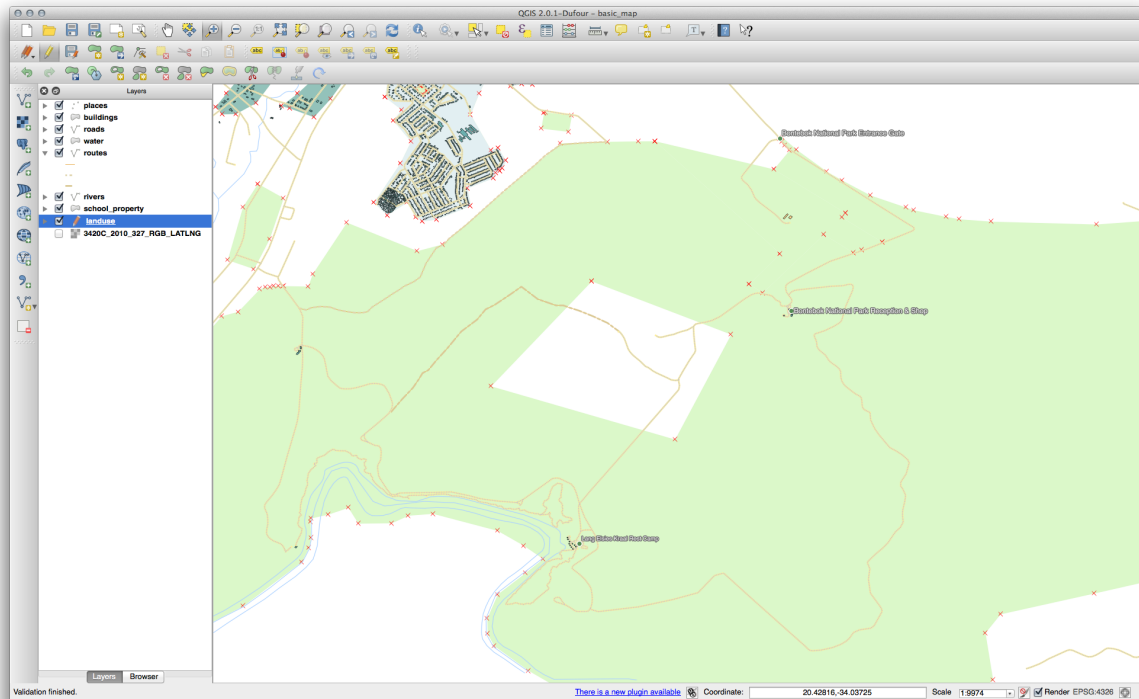 QGIS 2.0.1-Dufour - basic_map
Layers
places
buildings
roads
water
routes
rivers
school_property
landuse
3420C_2010_327_RGB_LATLNG
Bontebok National Park Entrance Gate
Bontebok National Park Reception & Shop
Lang Elsies Kraal Rest Camp
Layers
Browser
Validation finished.
There is a new plugin available
Coordinate:
20.42816,-34.03725
Scale
1:9974
Render
EPSG:4326